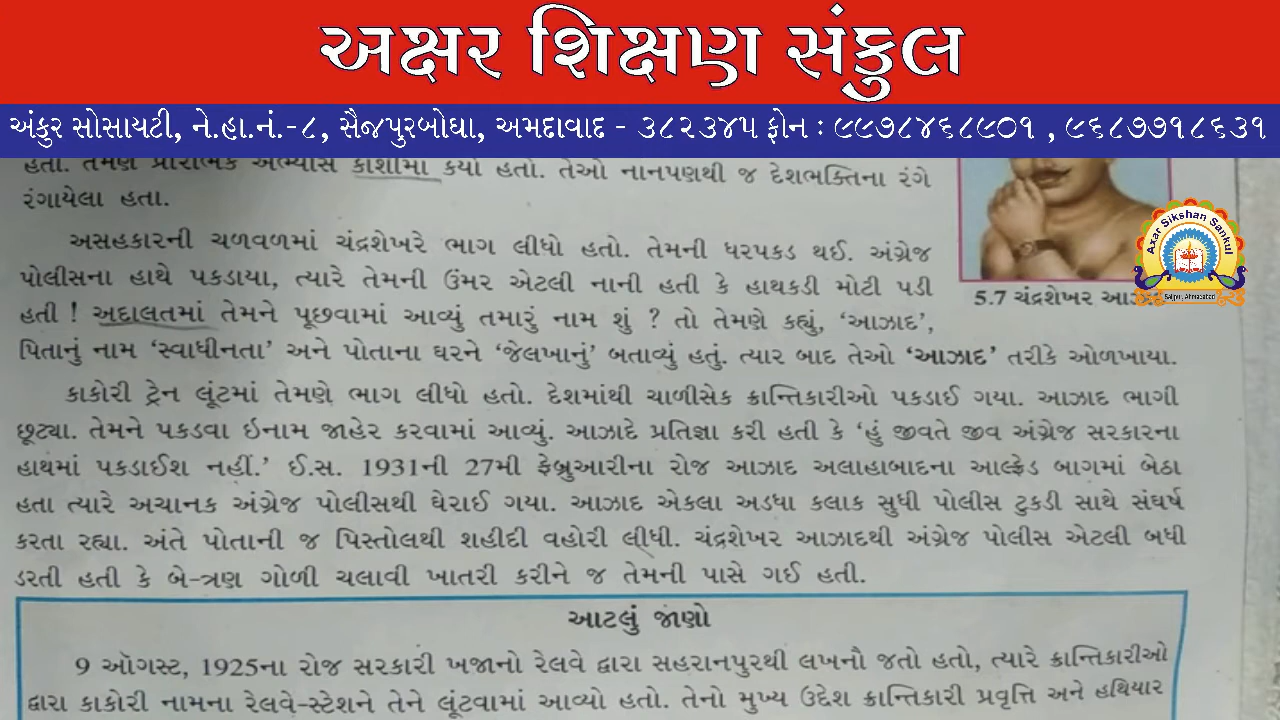 અક્ષર શિક્ષણ સંકુલ
અંકુર સોસાયટી, ને.હા.નં.-૮, સૈજપુરબોઘા, અમદાવાદ - ૩૮૨૩૪૫ ફોન : ૯૯૭૮૪૬૮૯૦૧ , ૯૬૮૭૭૧૮૬૩૧
હતા. તેમણે પ્રારંભિક અભ્યાસ કાશીમાં કર્યો હતો. તેઓ નાનપણથી જ દેશભક્તિના રંગે
રંગાયેલા હતા.
અસહકારની ચળવળમાં ચંદ્રશેખરે ભાગ લીધો હતો. તેમની ધરપકડ થઈ. અંગ્રેજ
પોલીસના હાથે પકડાયા, ત્યારે તેમની ઉંમર એટલી નાની હતી કે હાથકડી મોટી પડી
હતી ! અદાલતમાં તેમને પૂછવામાં આવ્યું તમારું નામ શું ? તો તેમણે કહ્યું, ‘આઝાદ’,
પિતાનું નામ ‘સ્વાધીનતા’ અને પોતાના ઘરને ‘જેલખાનું’ બતાવ્યું હતું. ત્યાર બાદ તેઓ ‘આઝાદ’ તરીકે ઓળખાયા.
5.7 ચંદ્રશેખર
Axar Sikshan Sankul
Saijpur, Ahmedabad
કાકોરી ટ્રેન લૂંટમાં તેમણે ભાગ લીધો હતો. દેશમાંથી ચાળીસેક ક્રાન્તિકારીઓ પકડાઈ ગયા. આઝાદ ભાગી
છૂટ્યા. તેમને પકડવા ઇનામ જાહેર કરવામાં આવ્યું. આઝાદે પ્રતિજ્ઞા કરી હતી કે ‘હું જીવતે જીવ અંગ્રેજ સરકારના
હાથમાં પકડાઈશ નહીં.’ ઈ.સ. 1931ની 27મી ફેબ્રુઆરીના રોજ આઝાદ અલાહાબાદના આલ્ફ્રેડ બાગમાં બેઠા
હતા ત્યારે અચાનક અંગ્રેજ પોલીસથી ઘેરાઈ ગયા. આઝાદ એકલા અડધા કલાક સુધી પોલીસ ટુકડી સાથે સંઘર્ષ
કરતા રહ્યા. અંતે પોતાની જ પિસ્તોલથી શહીદી વહોરી લીધી. ચંદ્રશેખર આઝાદથી અંગ્રેજ પોલીસ એટલી બધી
ડરતી હતી કે બે-ત્રણ ગોળી ચલાવી ખાતરી કરીને જ તેમની પાસે ગઈ હતી.
આટલું જાણો
9 ઑગસ્ટ, 1925ના રોજ સરકારી ખજાનો રેલવે દ્વારા સહરાનપુરથી લખનૌ જતો હતો, ત્યારે ક્રાન્તિકારીઓ
દ્વારા કાકોરી નામના રેલવે-સ્ટેશને તેને લૂંટવામાં આવ્યો હતો. તેનો મુખ્ય ઉદેશ ક્રાન્તિકારી પ્રવૃત્તિ અને હથિયાર